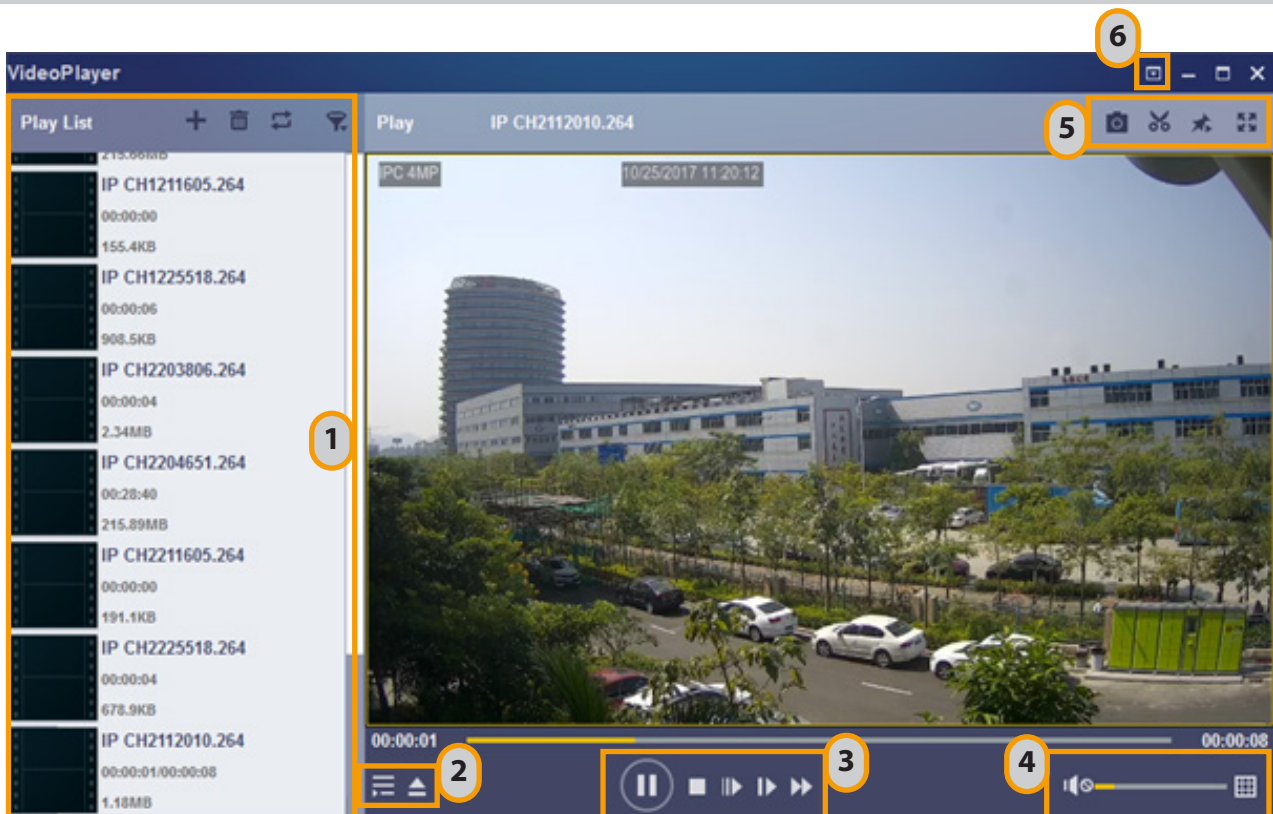 6
VideoPlayer
Play List
Play IP CH2112010.264
5
215.66MB
IP CH1211605.264
00:00:00
155.4KB
IP CH1225518.264
00:00:06
908.5KB
IP CH2203806.264
00:00:04
2.34MB
IP CH2204651.264
00:28:40
215.89MB
IP CH2211605.264
00:00:00
191.1KB
IP CH2225518.264
00:00:04
678.9KB
IP CH2112010.264
00:00:01/00:00:08
1.18MB
1
IPC 4MP
10/25/2017 11:20:12
00:00:01
00:00:08
2
3
4